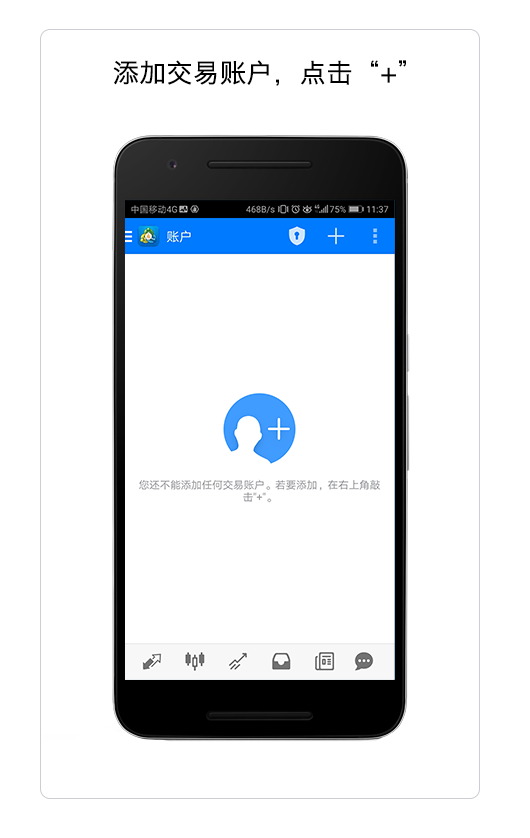 添加交易账户，点击“+”
中国移动4G 468B/s 75% 11:37
账户
您还不能添加任何交易账户。若要添加，在右上角敲
击"+"。